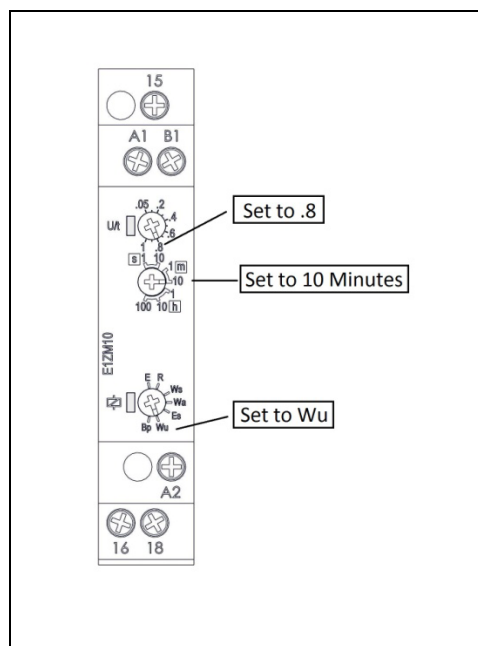 15
A1 B1
.05 .2
.4
U/t .6
1 .8
Set to .8
s 1 10
1 m
10
Set to 10 Minutes
1
100 10 h
E1ZM10
E R
Ws
Wa
Es
Bp Wu
Set to Wu
A2
16 18